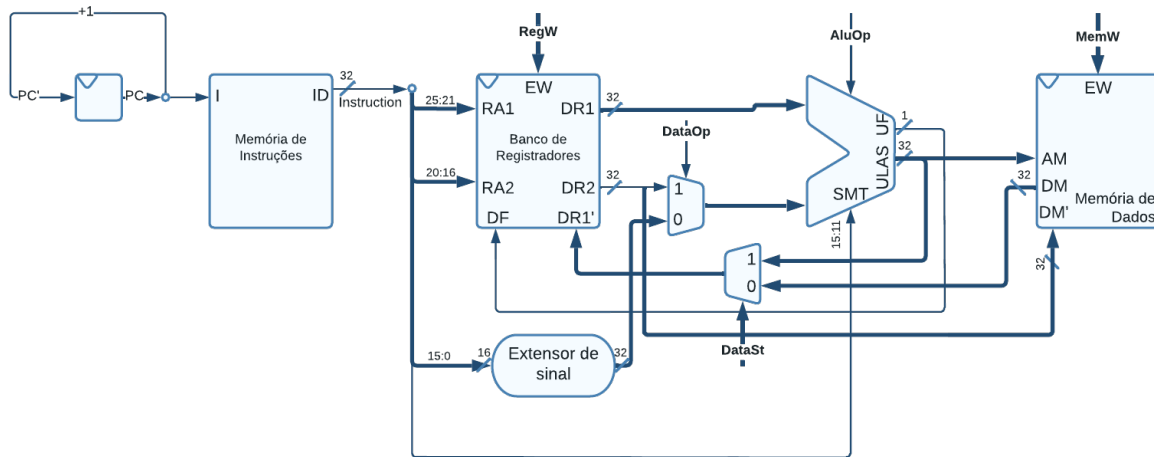 +1
PC'
PC
I
ID
Memória de
Instruções
32
Instruction
25:21
20:16
15:0
RegW
EW
RA1
DR1
Banco de
Registradores
RA2
DR2
DF
DR1'
32
32
DataOp
1
0
16
Extensor de
sinal
32
AluOp
UF
ULAS
SMT
1
32
15:11
1
0
DataSt
MemW
EW
AM
DM
DM'
Memória de
Dados
32
32